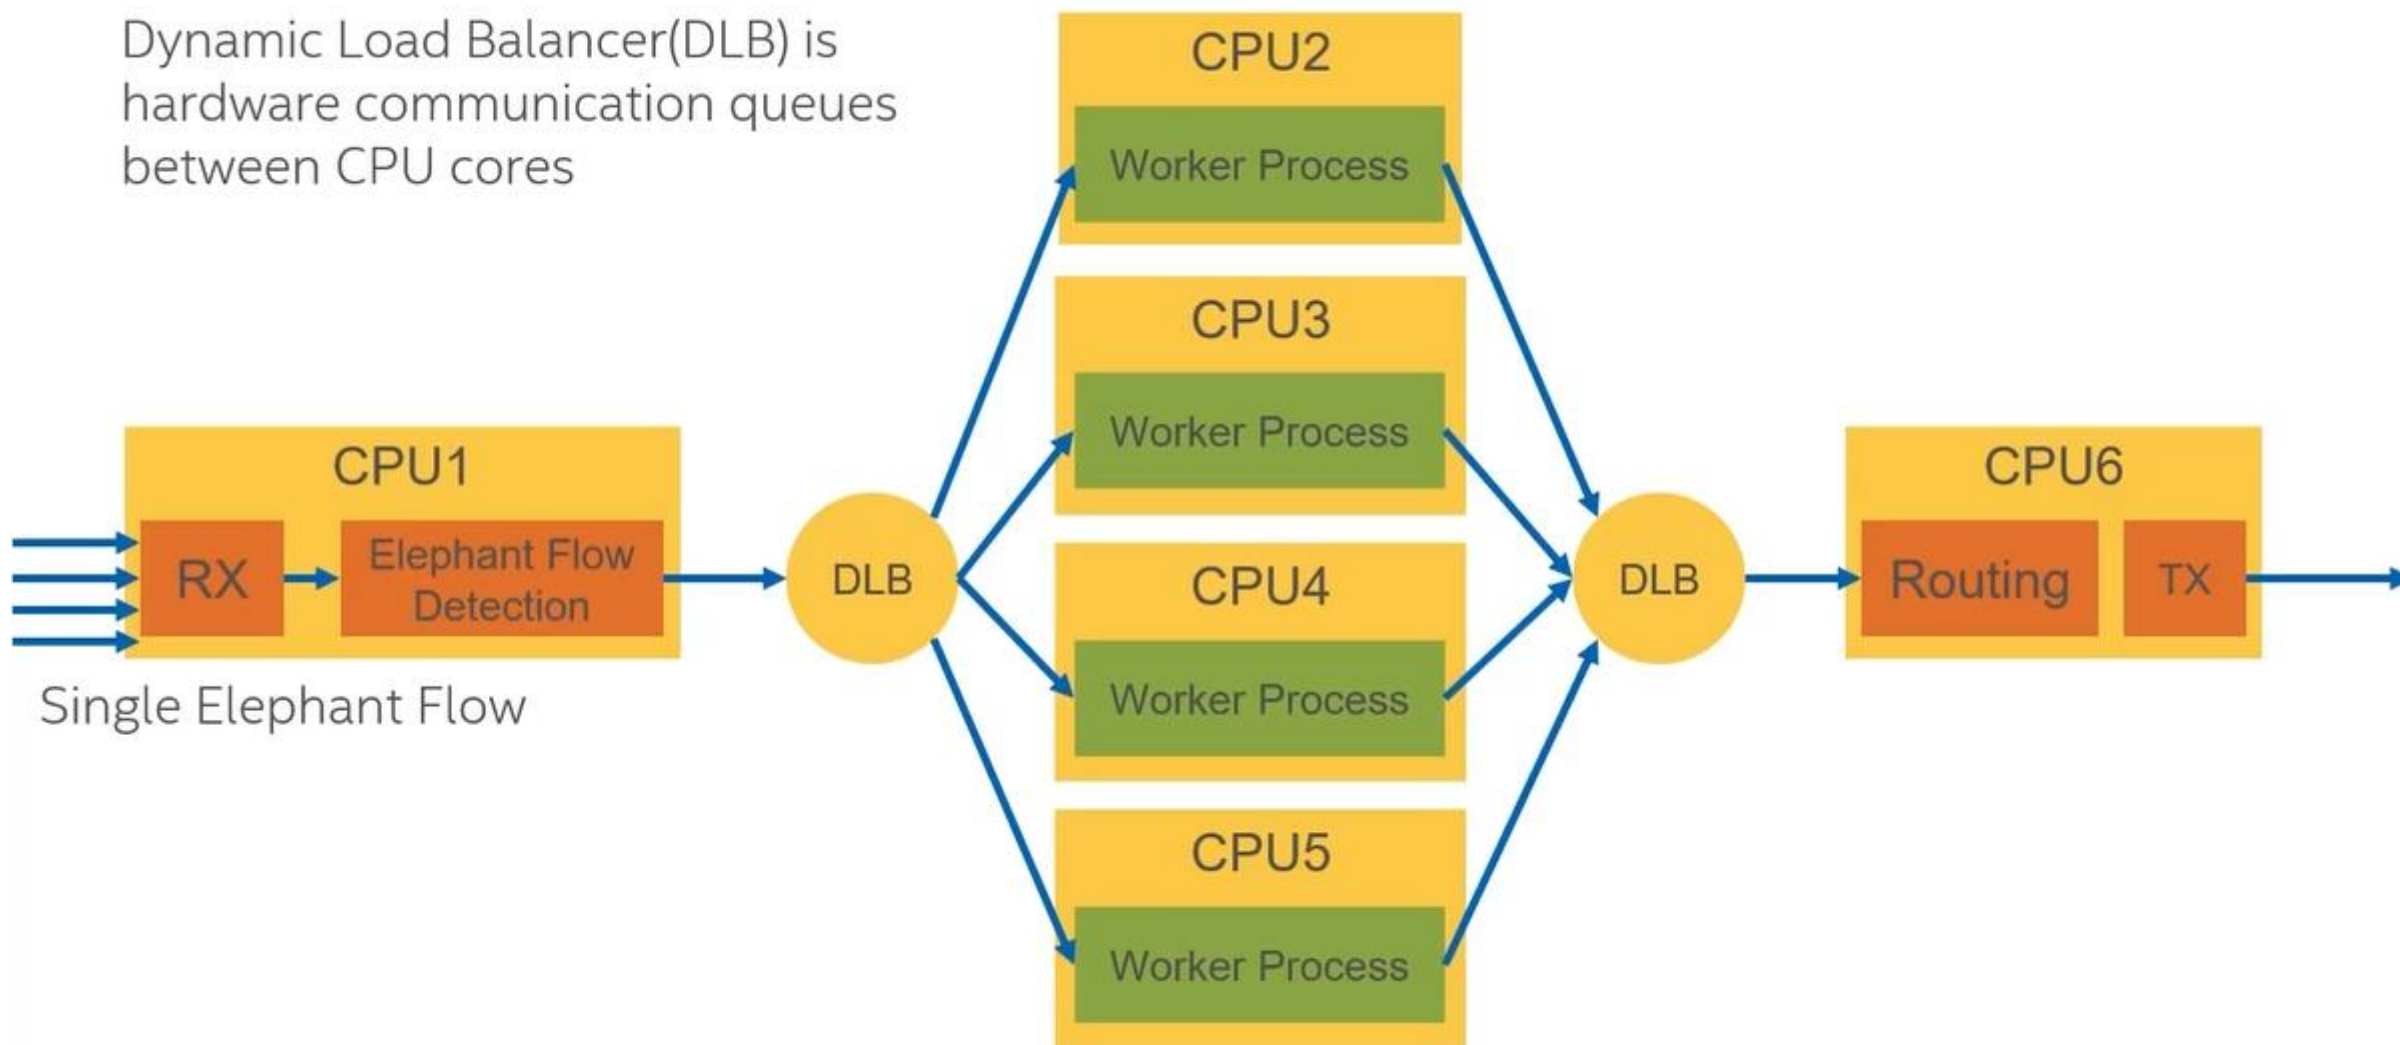 Dynamic Load Balancer(DLB) is
hardware communication queues
between CPU cores
CPU1
RX
Elephant Flow
Detection
Single Elephant Flow
DLB
CPU2
Worker Process
CPU3
Worker Process
CPU4
Worker Process
CPU5
Worker Process
DLB
CPU6
Routing
TX